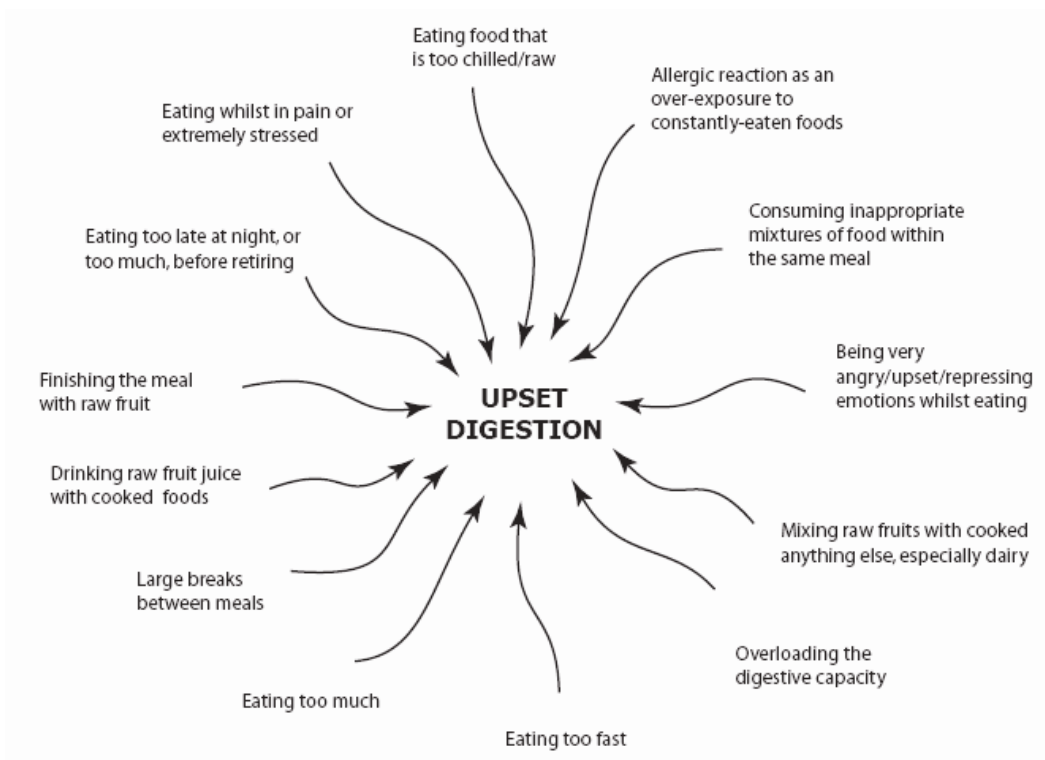 Eating food that
is too chilled/raw
Allergic reaction as an
over-exposure to
constantly-eaten foods
Eating whilst in pain or
extremely stressed
Consuming inappropriate
mixtures of food within
the same meal
Eating too late at night, or
too much, before retiring
Being very
angry/upset/repressing
emotions whilst eating
Finishing the meal
with raw fruit
UPSET
DIGESTION
Drinking raw fruit juice
with cooked foods
Mixing raw fruits with cooked
anything else, especially dairy
Large breaks
between meals
Overloading the
digestive capacity
Eating too much
Eating too fast